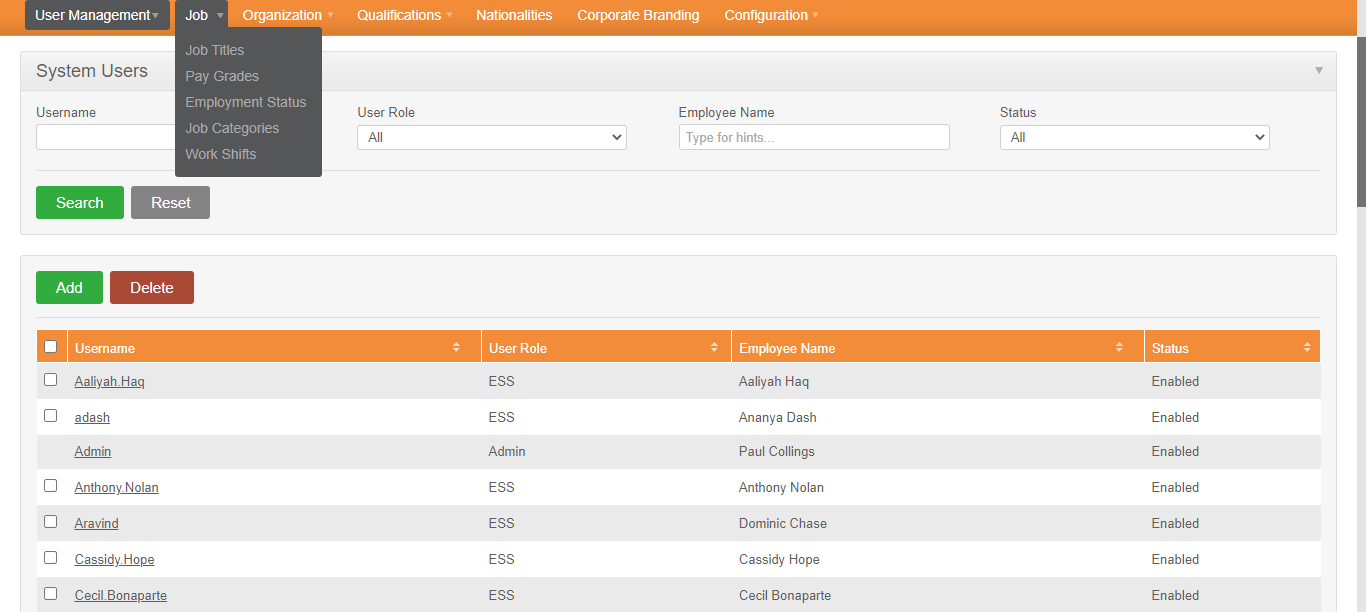 User Management Job Organization Qualifications Nationalities Corporate Branding Configuration
Job Titles
Pay Grades
Employment Status
Job Categories
Work Shifts
System Users
Username User Role Employee Name Status
All Type for hints... All
Search Reset
Add Delete
Username User Role Employee Name Status
Aaliyah.Haq ESS Aaliyah Haq Enabled
adash ESS Ananya Dash Enabled
Admin Admin Paul Collings Enabled
Anthony.Nolan ESS Anthony Nolan Enabled
Aravind ESS Dominic Chase Enabled
Cassidy.Hope ESS Cassidy Hope Enabled
Cecil.Bonaparte ESS Cecil Bonaparte Enabled